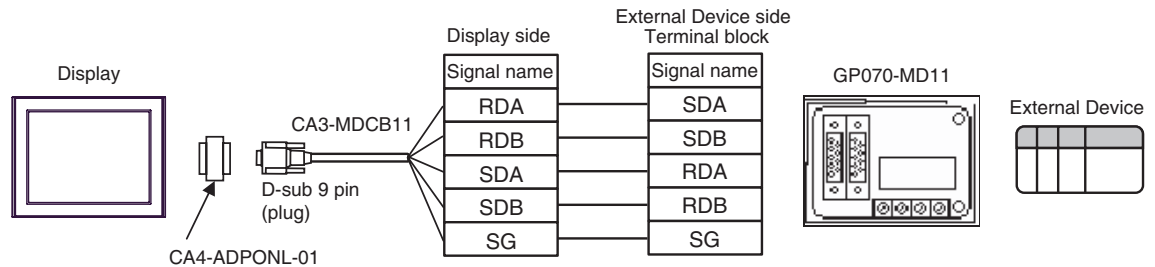 Display
CA4-ADPONL-01
CA3-MDCB11
D-sub 9 pin
(plug)
Display side
Signal name
RDA
RDB
SDA
SDB
SG
External Device side
Terminal block
Signal name
SDA
SDB
RDA
RDB
SG
GP070-MD11
External Device